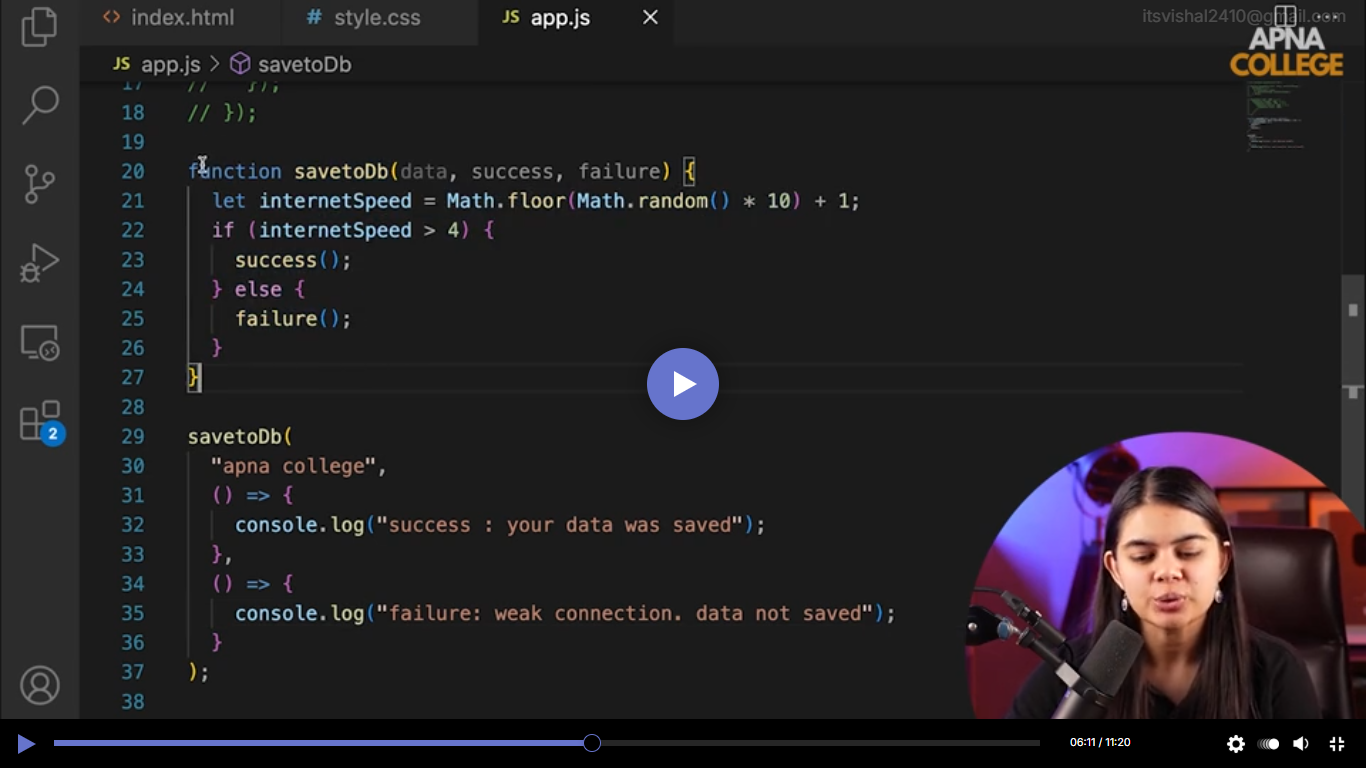 index.html
# style.css
JS app.js
itsvishal2410@gmail.com
APNA
COLLEGE
JS app.js > savetoDb
17 // });
18 // });
19
20 function savetoDb(data, success, failure) {
21 let internetSpeed = Math.floor(Math.random() * 10) + 1;
22 if (internetSpeed > 4) {
23 success();
24 } else {
25 failure();
26 }
27 }
28
29 savetoDb(
30 "apna college",
31 () => {
32 console.log("success : your data was saved");
33 },
34 () => {
35 console.log("failure: weak connection. data not saved");
36 }
37 );
38
2
06:11 / 11:20